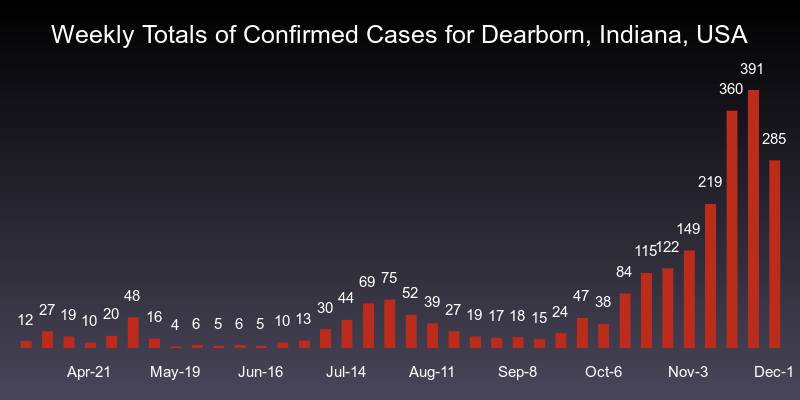 Weekly Totals of Confirmed Cases for Dearborn, Indiana, USA
12 27 19 10 20 48 16 4 6 5 6 5 10 13 30 44 69 75 52 39 27 19 17 18 15 24 47 38 84 115 122 149 219 360 391 285
Apr-21 May-19 Jun-16 Jul-14 Aug-11 Sep-8 Oct-6 Nov-3 Dec-1